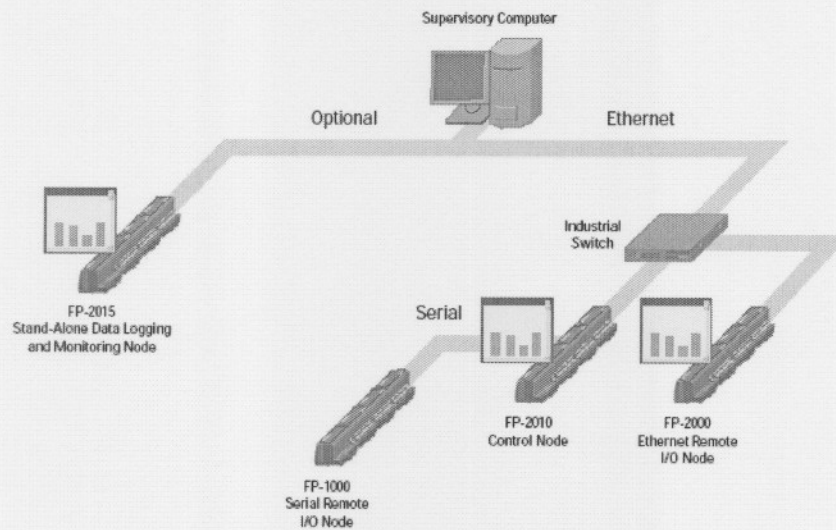 Supervisory Computer
Optional
Ethernet
Industrial
Switch
FP-2015
Stand-Alone Data Logging
and Monitoring Node
Serial
FP-2010
Control Node
FP-2000
Ethernet Remote
I/O Node
FP-1000
Serial Remote
I/O Node